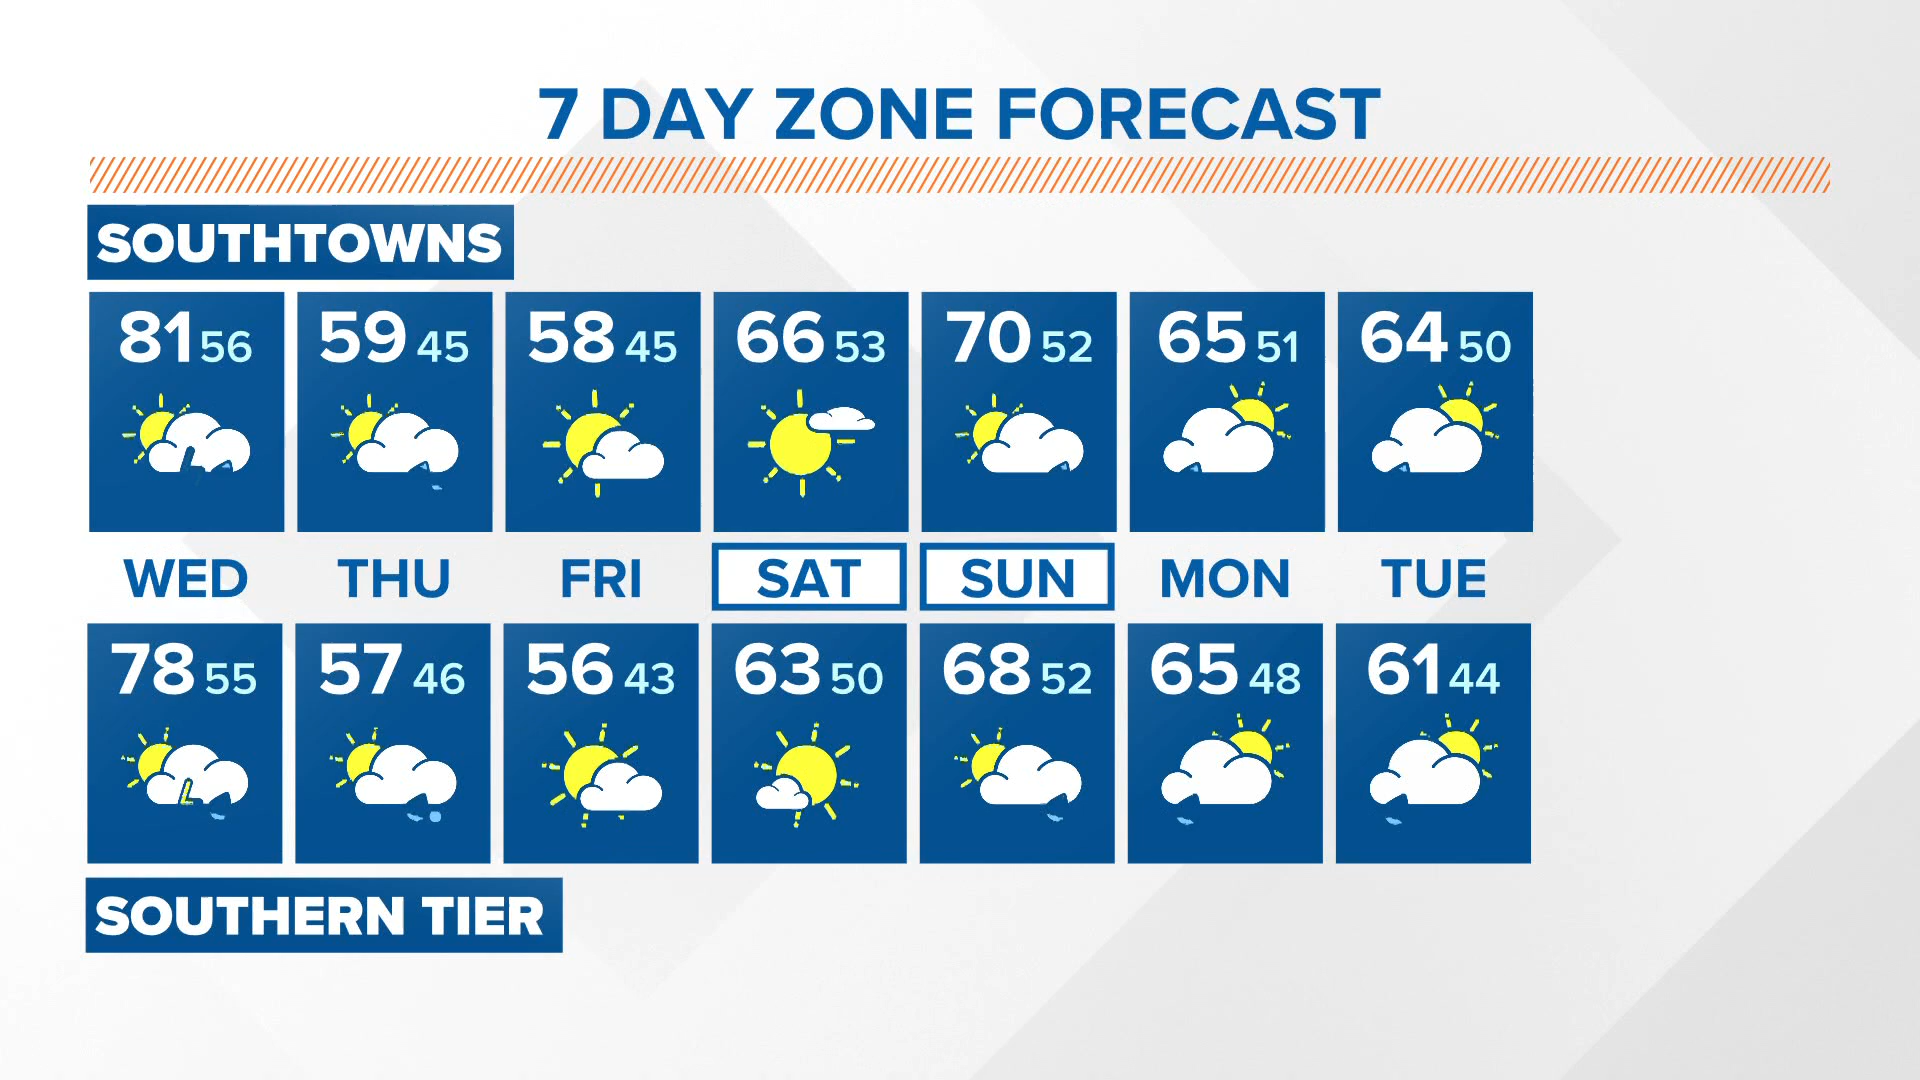 7 DAY ZONE FORECAST
SOUTHTOWNS
81 56 59 45 58 45 66 53 70 52 65 51 64 50
WED THU FRI SAT SUN MON TUE
78 55 57 46 56 43 63 50 68 52 65 48 61 44
SOUTHERN TIER